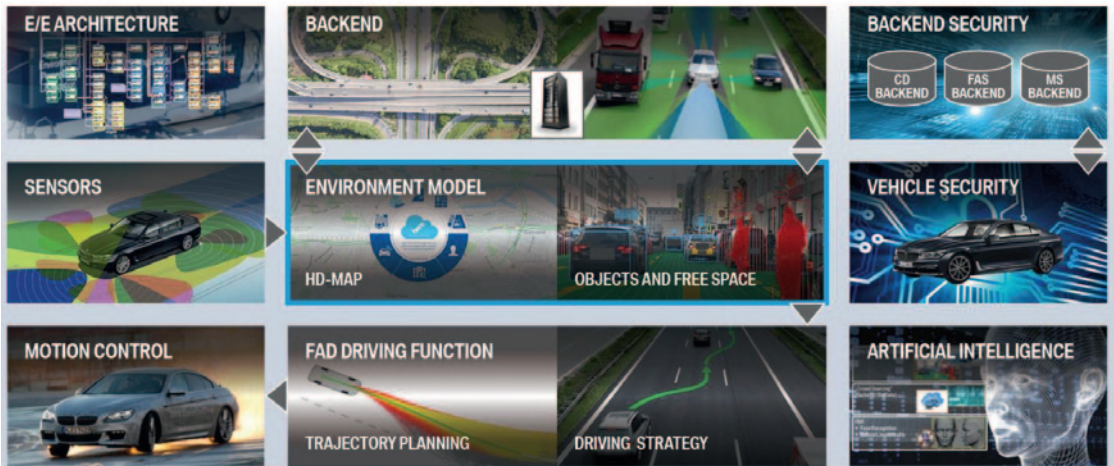 E/E ARCHITECTURE
BACKEND
BACKEND SECURITY
CD
BACKEND
FAS
BACKEND
MS
BACKEND
SENSORS
ENVIRONMENT MODEL
HD-MAP
OBJECTS AND FREE SPACE
VEHICLE SECURITY
MOTION CONTROL
FAD DRIVING FUNCTION
TRAJECTORY PLANNING
DRIVING STRATEGY
ARTIFICIAL INTELLIGENCE